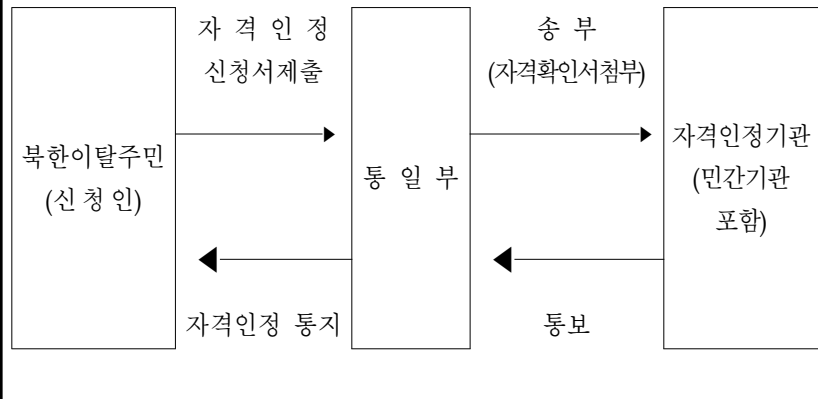 자 격 인 정
신청서제출
송 부
(자격확인서첨부)
북한이탈주민
(신 청 인)
통 일 부
자격인정기관
(민간기관
포함)
자격인정 통지
통보